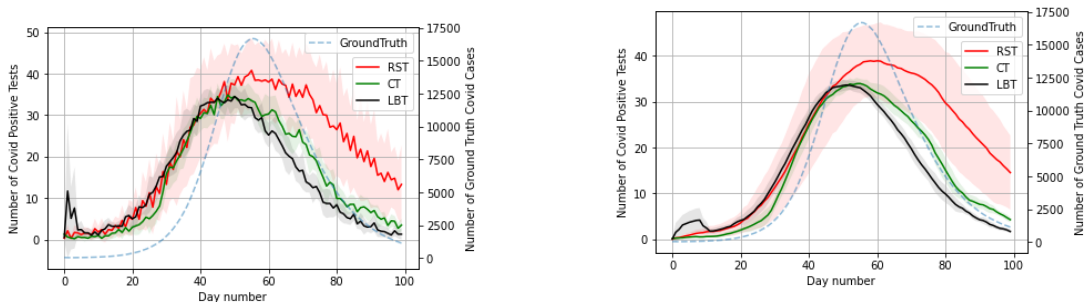 GroundTruth
RST
CT
LBT
Number of Covid Positive Tests
50
40
30
20
10
0
Number of Ground Truth Covid Cases
17500
15000
12500
10000
7500
5000
2500
0
0 20 40 60 80 100
Day number
GroundTruth
RST
CT
LBT
Number of Covid Positive Tests
50
40
30
20
10
0
Number of Ground Truth Covid Cases
17500
15000
12500
10000
7500
5000
2500
0
0 20 40 60 80 100
Day number